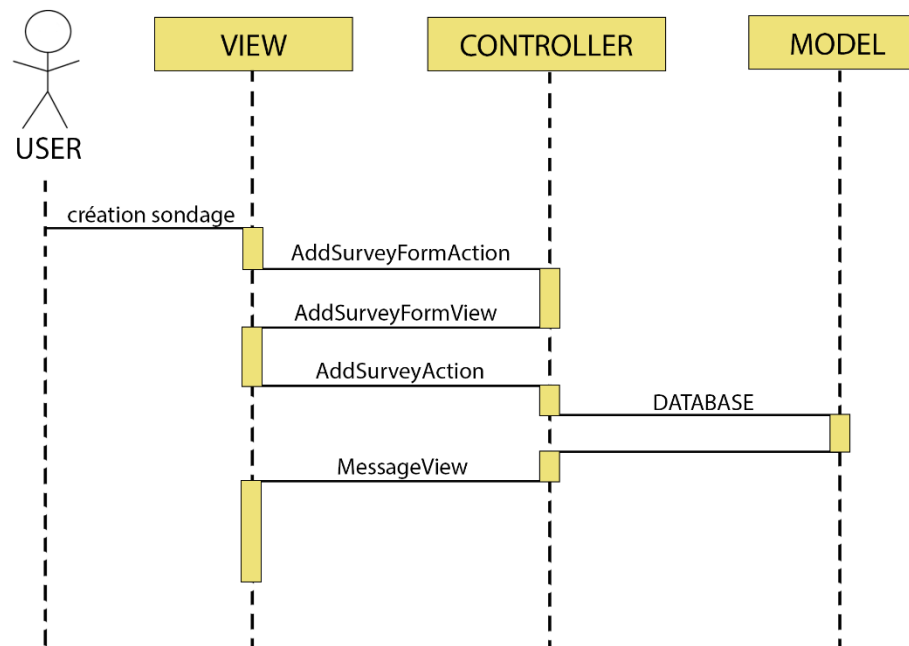 VIEW
CONTROLLER
MODEL
USER
création sondage
AddSurveyFormAction
AddSurveyFormView
AddSurveyAction
DATABASE
MessageView